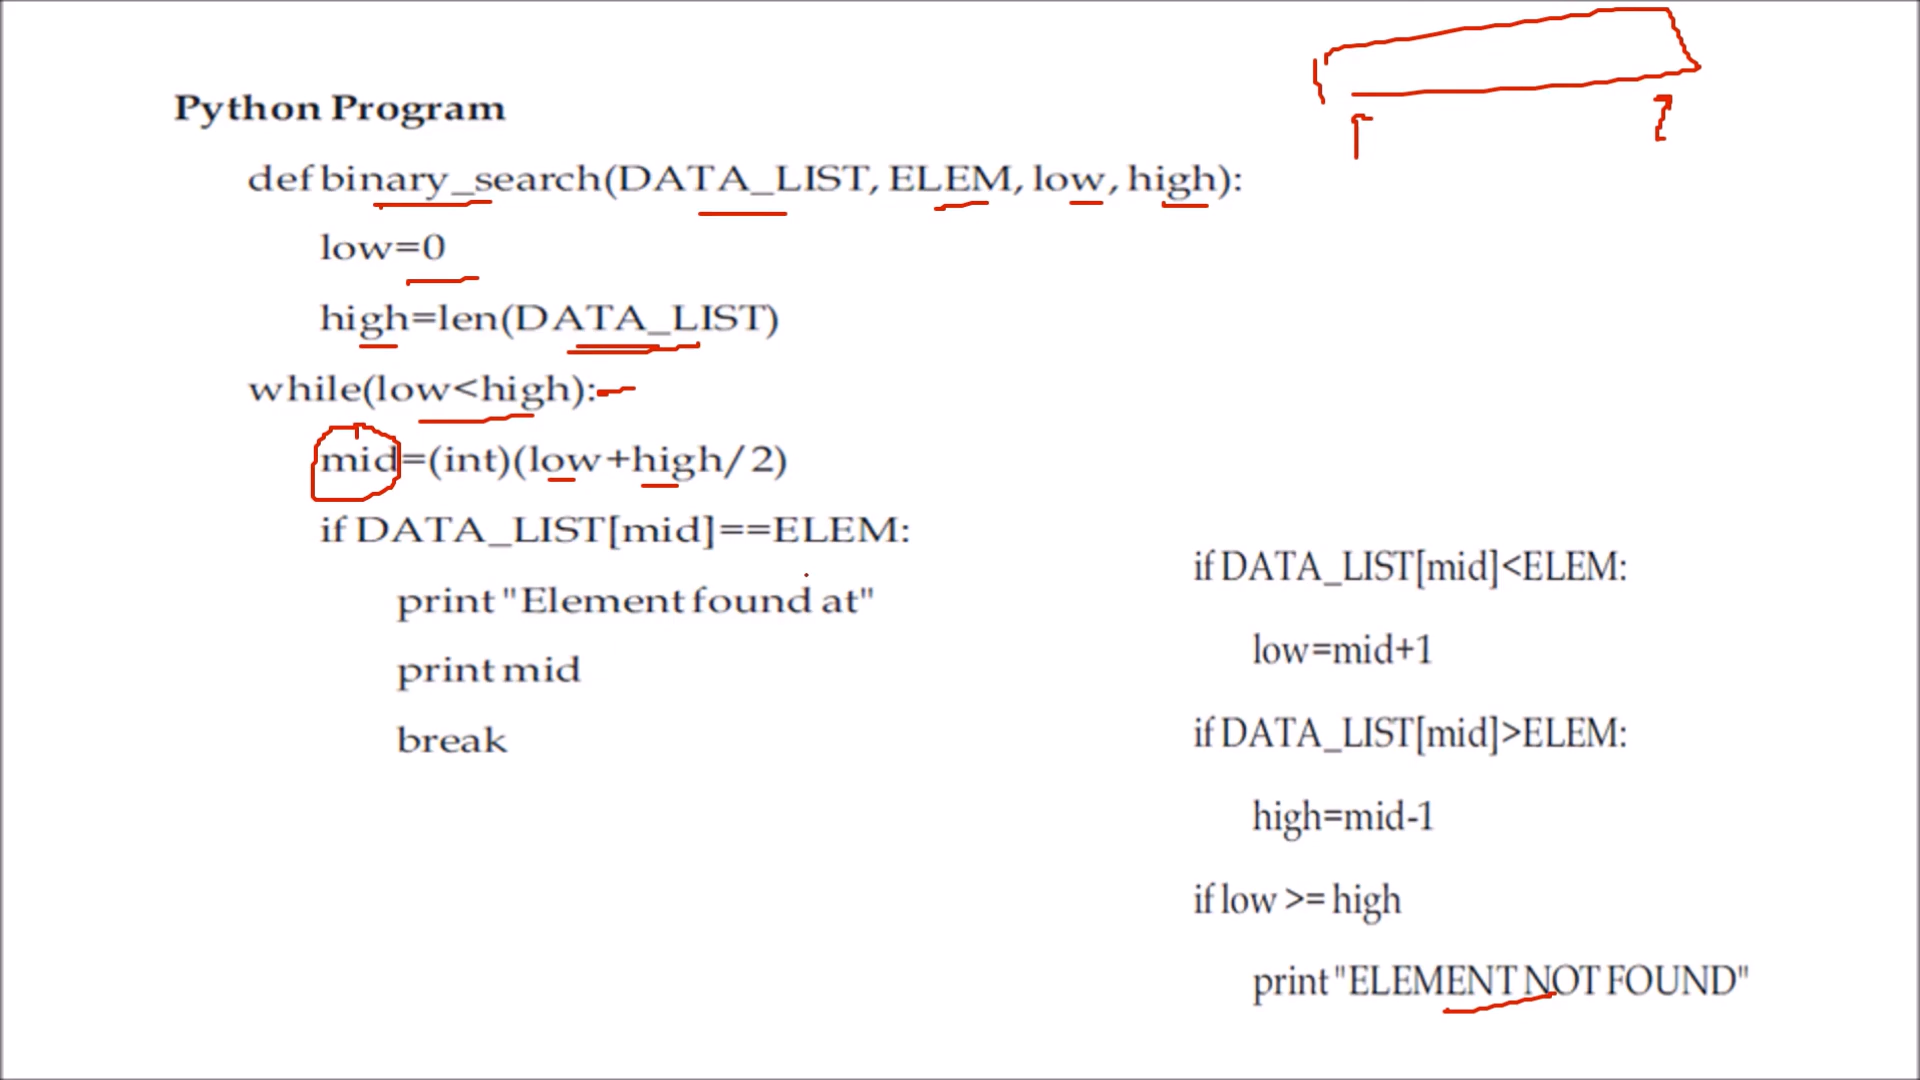 Python Program
def binary_search(DATA_LIST, ELEM, low, high):
low=0
high=len(DATA_LIST)
while(low<high):
mid=(int)(low+high/2)
if DATA_LIST[mid]==ELEM:
print "Element found at"
print mid
break
if DATA_LIST[mid]<ELEM:
low=mid+1
if DATA_LIST[mid]>ELEM:
high=mid-1
if low >= high
print "ELEMENT NOT FOUND"